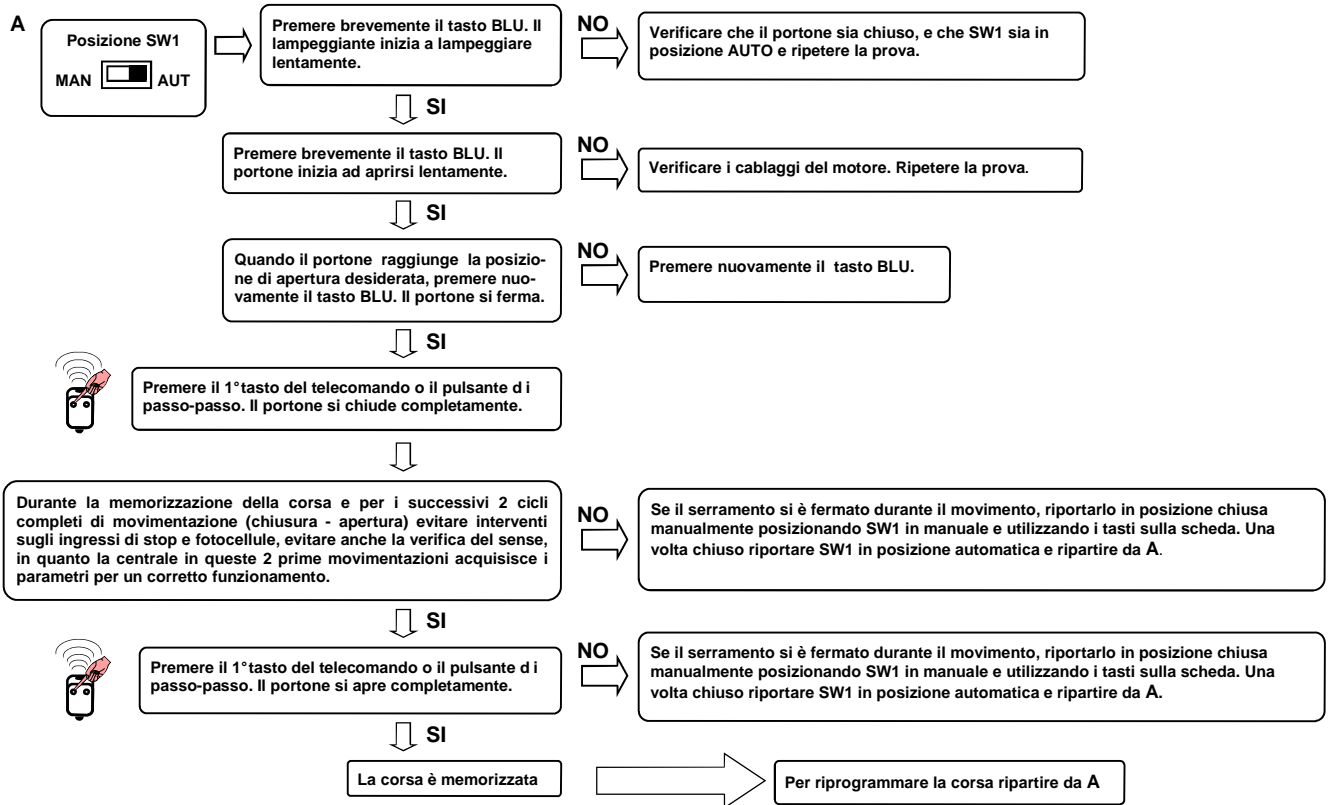 A
Posizione SW1
MAN AUT
Premere brevemente il tasto BLU. Il
lampeggiante inizia a lampeggiare
lentamente.
NO
Verificare che il portone sia chiuso, e che SW1 sia in
posizione AUTO e ripetere la prova.
SI
Premere brevemente il tasto BLU. Il
portone inizia ad aprirsi lentamente.
NO
Verificare i cablaggi del motore. Ripetere la prova.
SI
Quando il portone raggiunge la posizio-
ne di apertura desiderata, premere nuo-
vamente il tasto BLU. Il portone si ferma.
NO
Premere nuovamente il tasto BLU.
SI
Premere il 1°tasto del telecomando o il pulsante d i
passo-passo. Il portone si chiude completamente.
Durante la memorizzazione della corsa e per i successivi 2 cicli
completi di movimentazione (chiusura - apertura) evitare interventi
sugli ingressi di stop e fotocellule, evitare anche la verifica del sense,
in quanto la centrale in queste 2 prime movimentazioni acquisisce i
parametri per un corretto funzionamento.
NO
Se il serramento si è fermato durante il movimento, riportarlo in posizione chiusa
manualmente posizionando SW1 in manuale e utilizzando i tasti sulla scheda. Una
volta chiuso riportare SW1 in posizione automatica e ripartire da A.
SI
Premere il 1°tasto del telecomando o il pulsante d i
passo-passo. Il portone si apre completamente.
NO
Se il serramento si è fermato durante il movimento, riportarlo in posizione chiusa
manualmente posizionando SW1 in manuale e utilizzando i tasti sulla scheda. Una
volta chiuso riportare SW1 in posizione automatica e ripartire da A.
SI
La corsa è memorizzata
Per riprogrammare la corsa ripartire da A